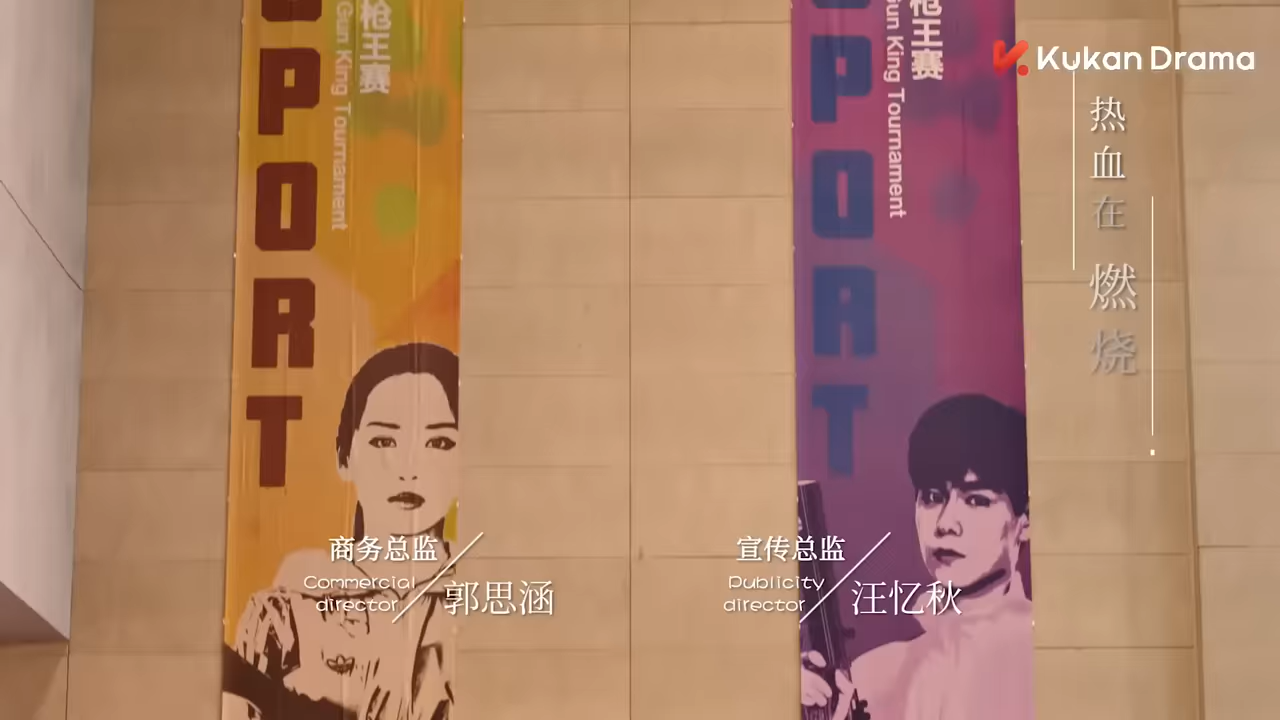 PORT
枪王赛
Gun King Tournament
PORT
枪王赛
Gun King Tournament
Kukan Drama
热血在
燃烧
商务总监
Commercial
director
郭思涵
宣传总监
Publicity
director
汪忆秋